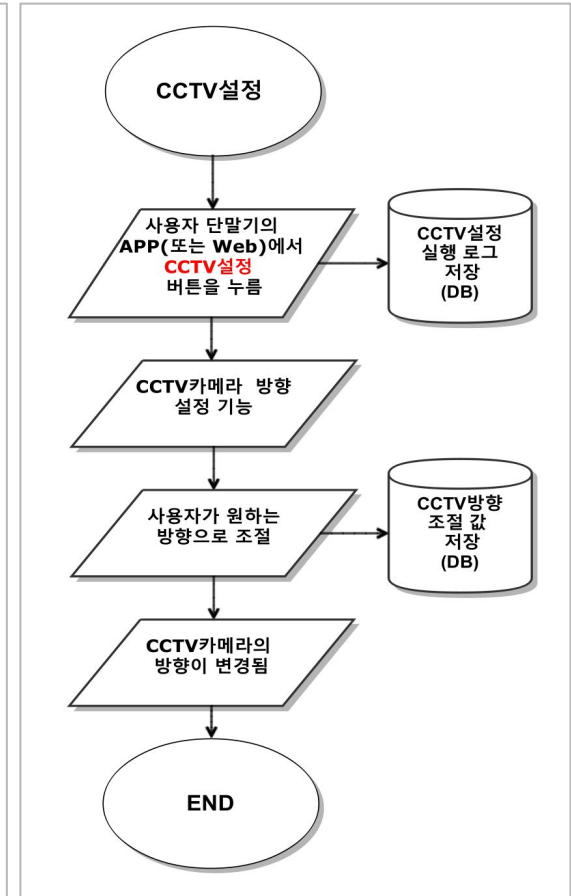 CCTV설정
사용자 단말기의
APP(또는 Web)에서
CCTV설정
버튼을 누름
CCTV설정
실행 로그
저장
(DB)
CCTV카메라 방향
설정 기능
사용자가 원하는
방향으로 조절
CCTV방향
조절 값
저장
(DB)
CCTV카메라의
방향이 변경됨
END